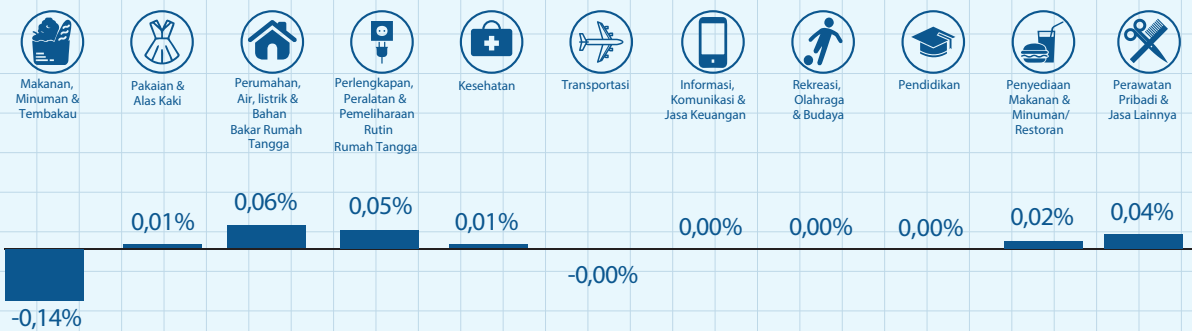 Makanan,
Minuman &
Tembakau
Pakaian &
Alas Kaki
Perumahan,
Air, listrik &
Bahan
Bakar Rumah
Tangga
Perlengkapan,
Peralatan &
Pemeliharaan
Rutin
Rumah Tangga
Kesehatan
Transportasi
Informasi,
Komunikasi &
Jasa Keuangan
Rekreasi,
Olahraga
& Budaya
Pendidikan
Penyediaan
Makanan &
Minuman/
Restoran
Perawatan
Pribadi &
Jasa Lainnya
-0,14%
0,01%
0,06%
0,05%
0,01%
-0,00%
0,00%
0,00%
0,00%
0,02%
0,04%